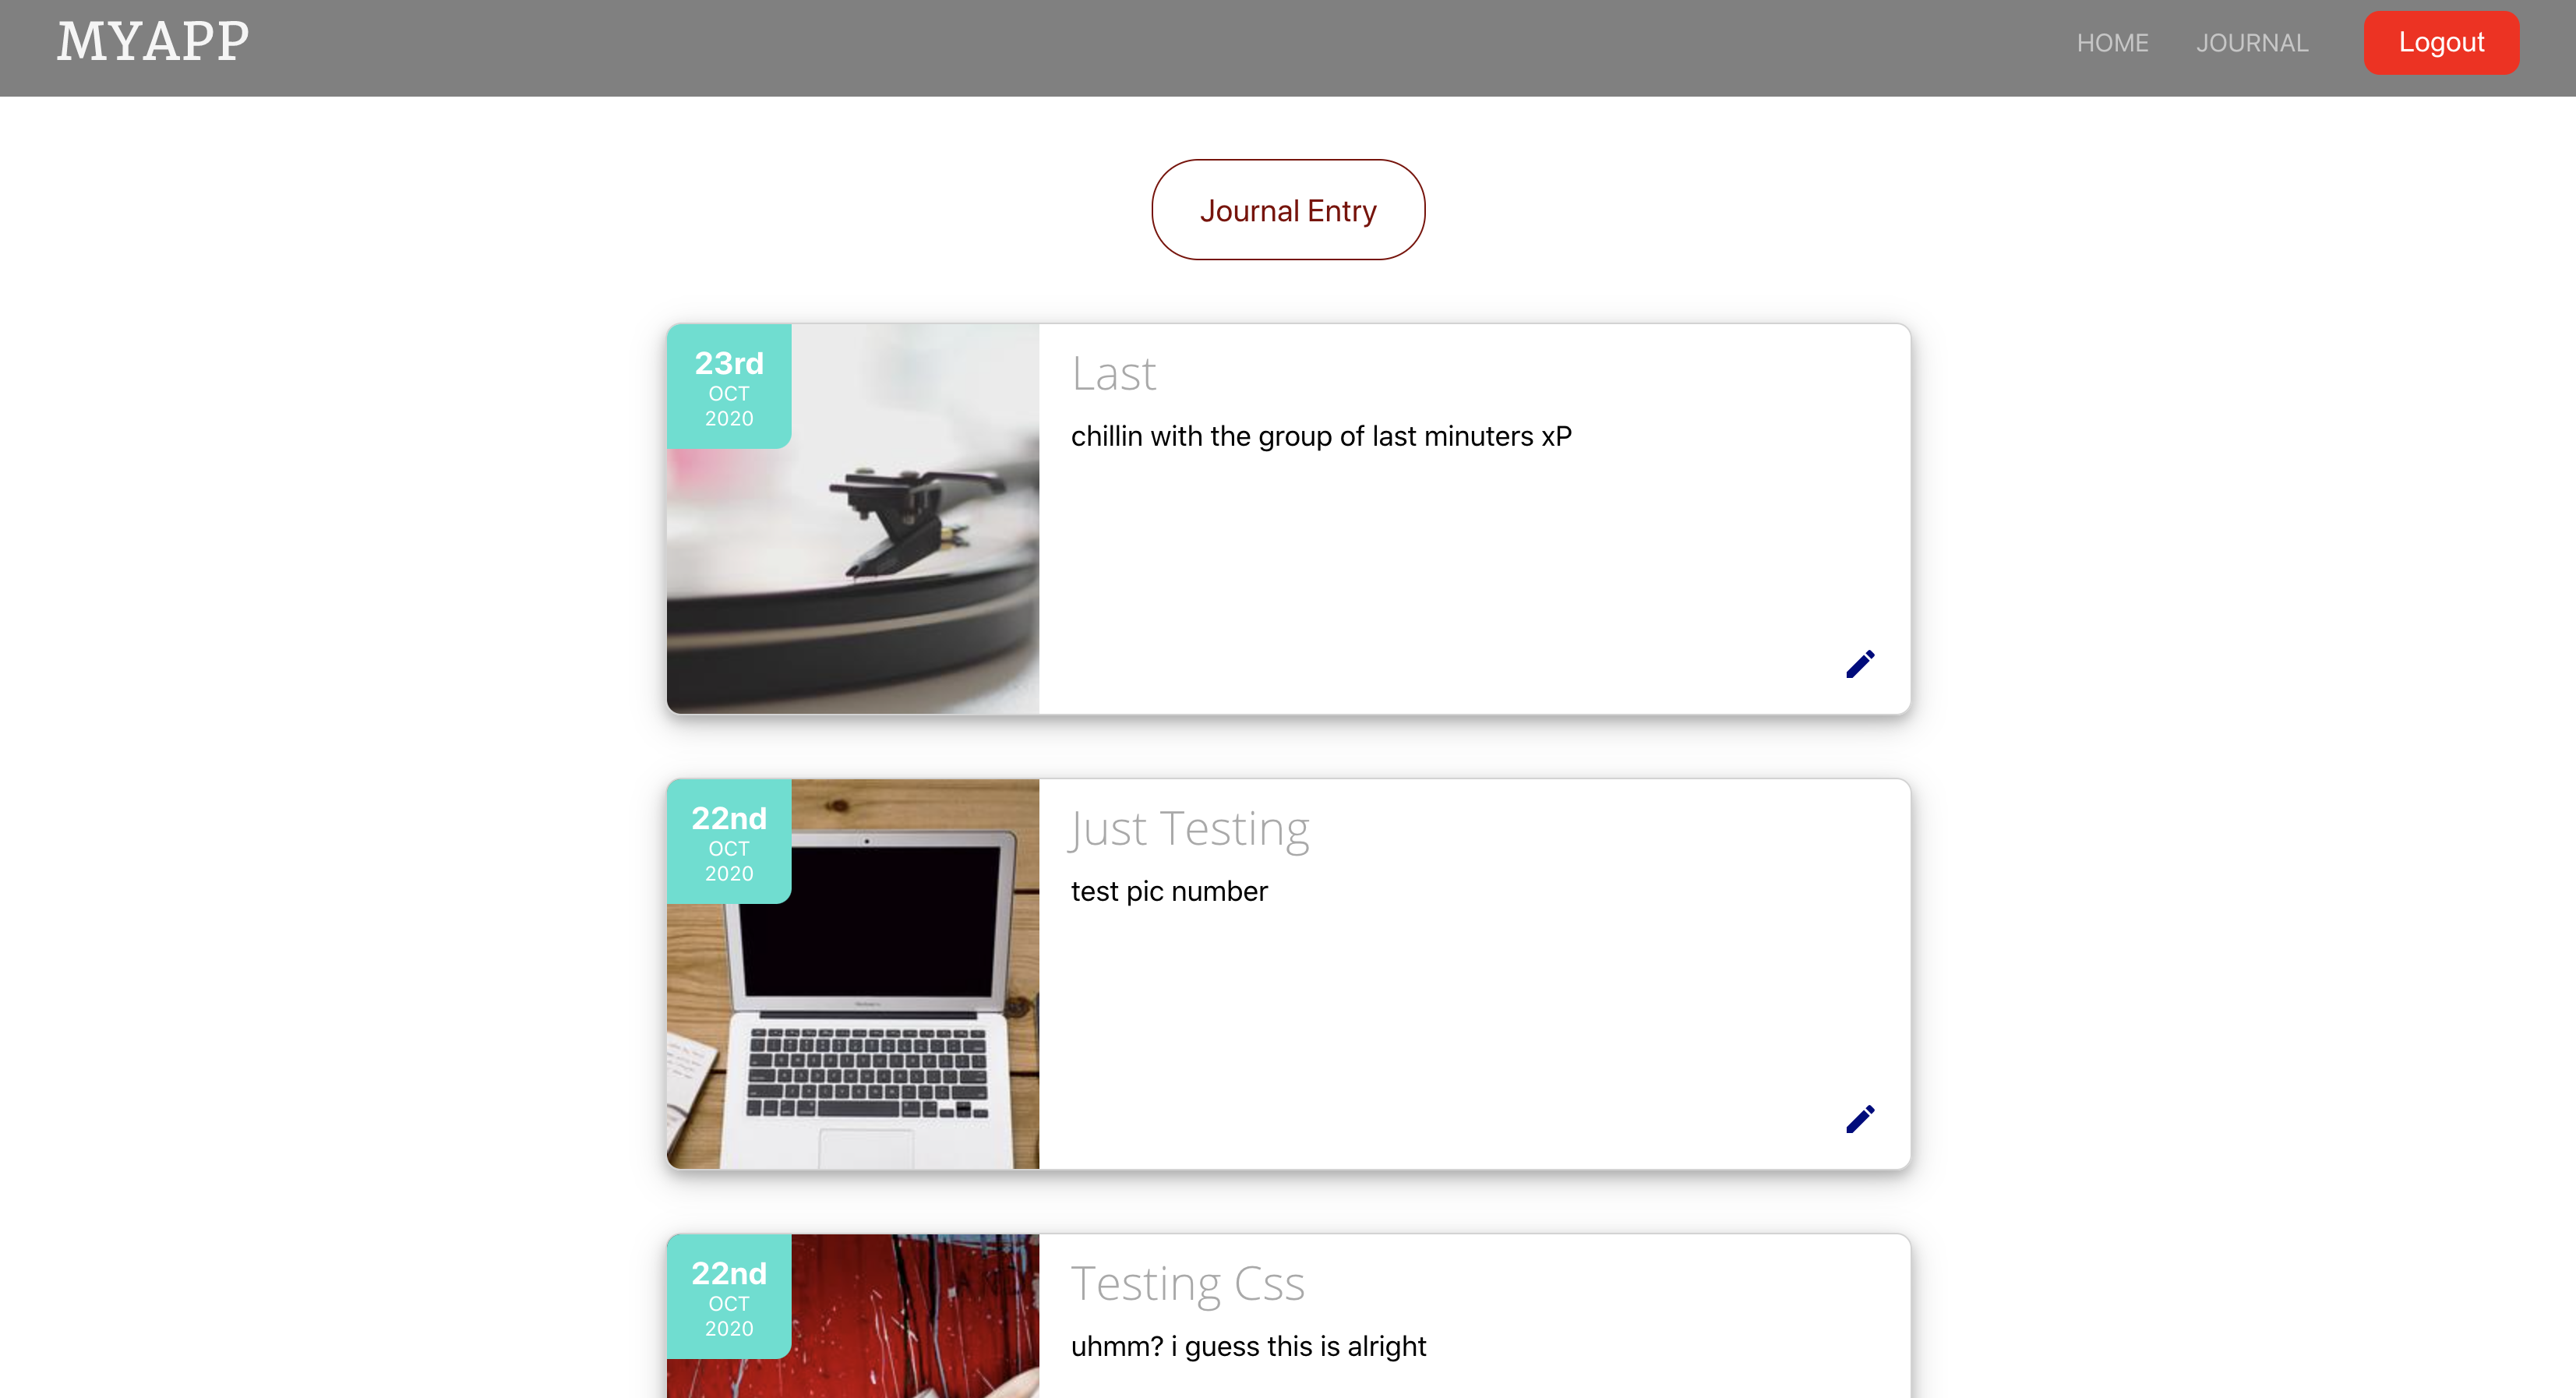 MYAPP
HOME
JOURNAL
Logout
Journal Entry
23rd
OCT
2020
Last
chillin with the group of last minuters xP
22nd
OCT
2020
Just Testing
test pic number
22nd
OCT
2020
Testing Css
uhmm? i guess this is alright